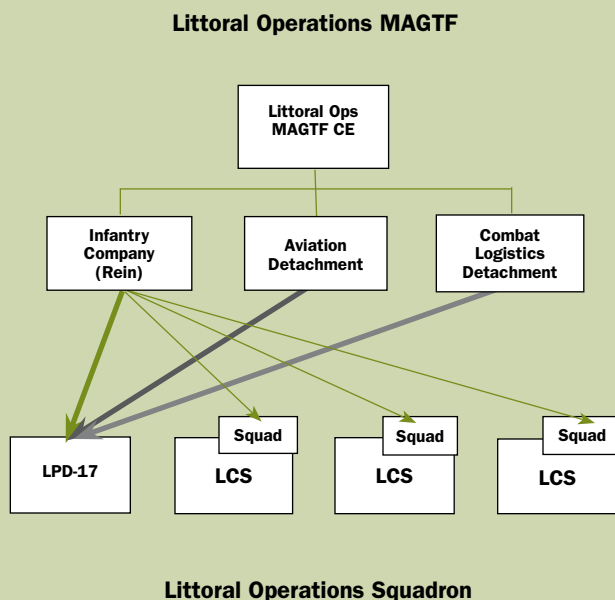 Littoral Operations MAGTF
Littoral Ops
MAGTF CE
Infantry
Company
(Rein)
Aviation
Detachment
Combat
Logistics
Detachment
LPD-17
Squad
LCS
Squad
LCS
Squad
LCS
Littoral Operations Squadron